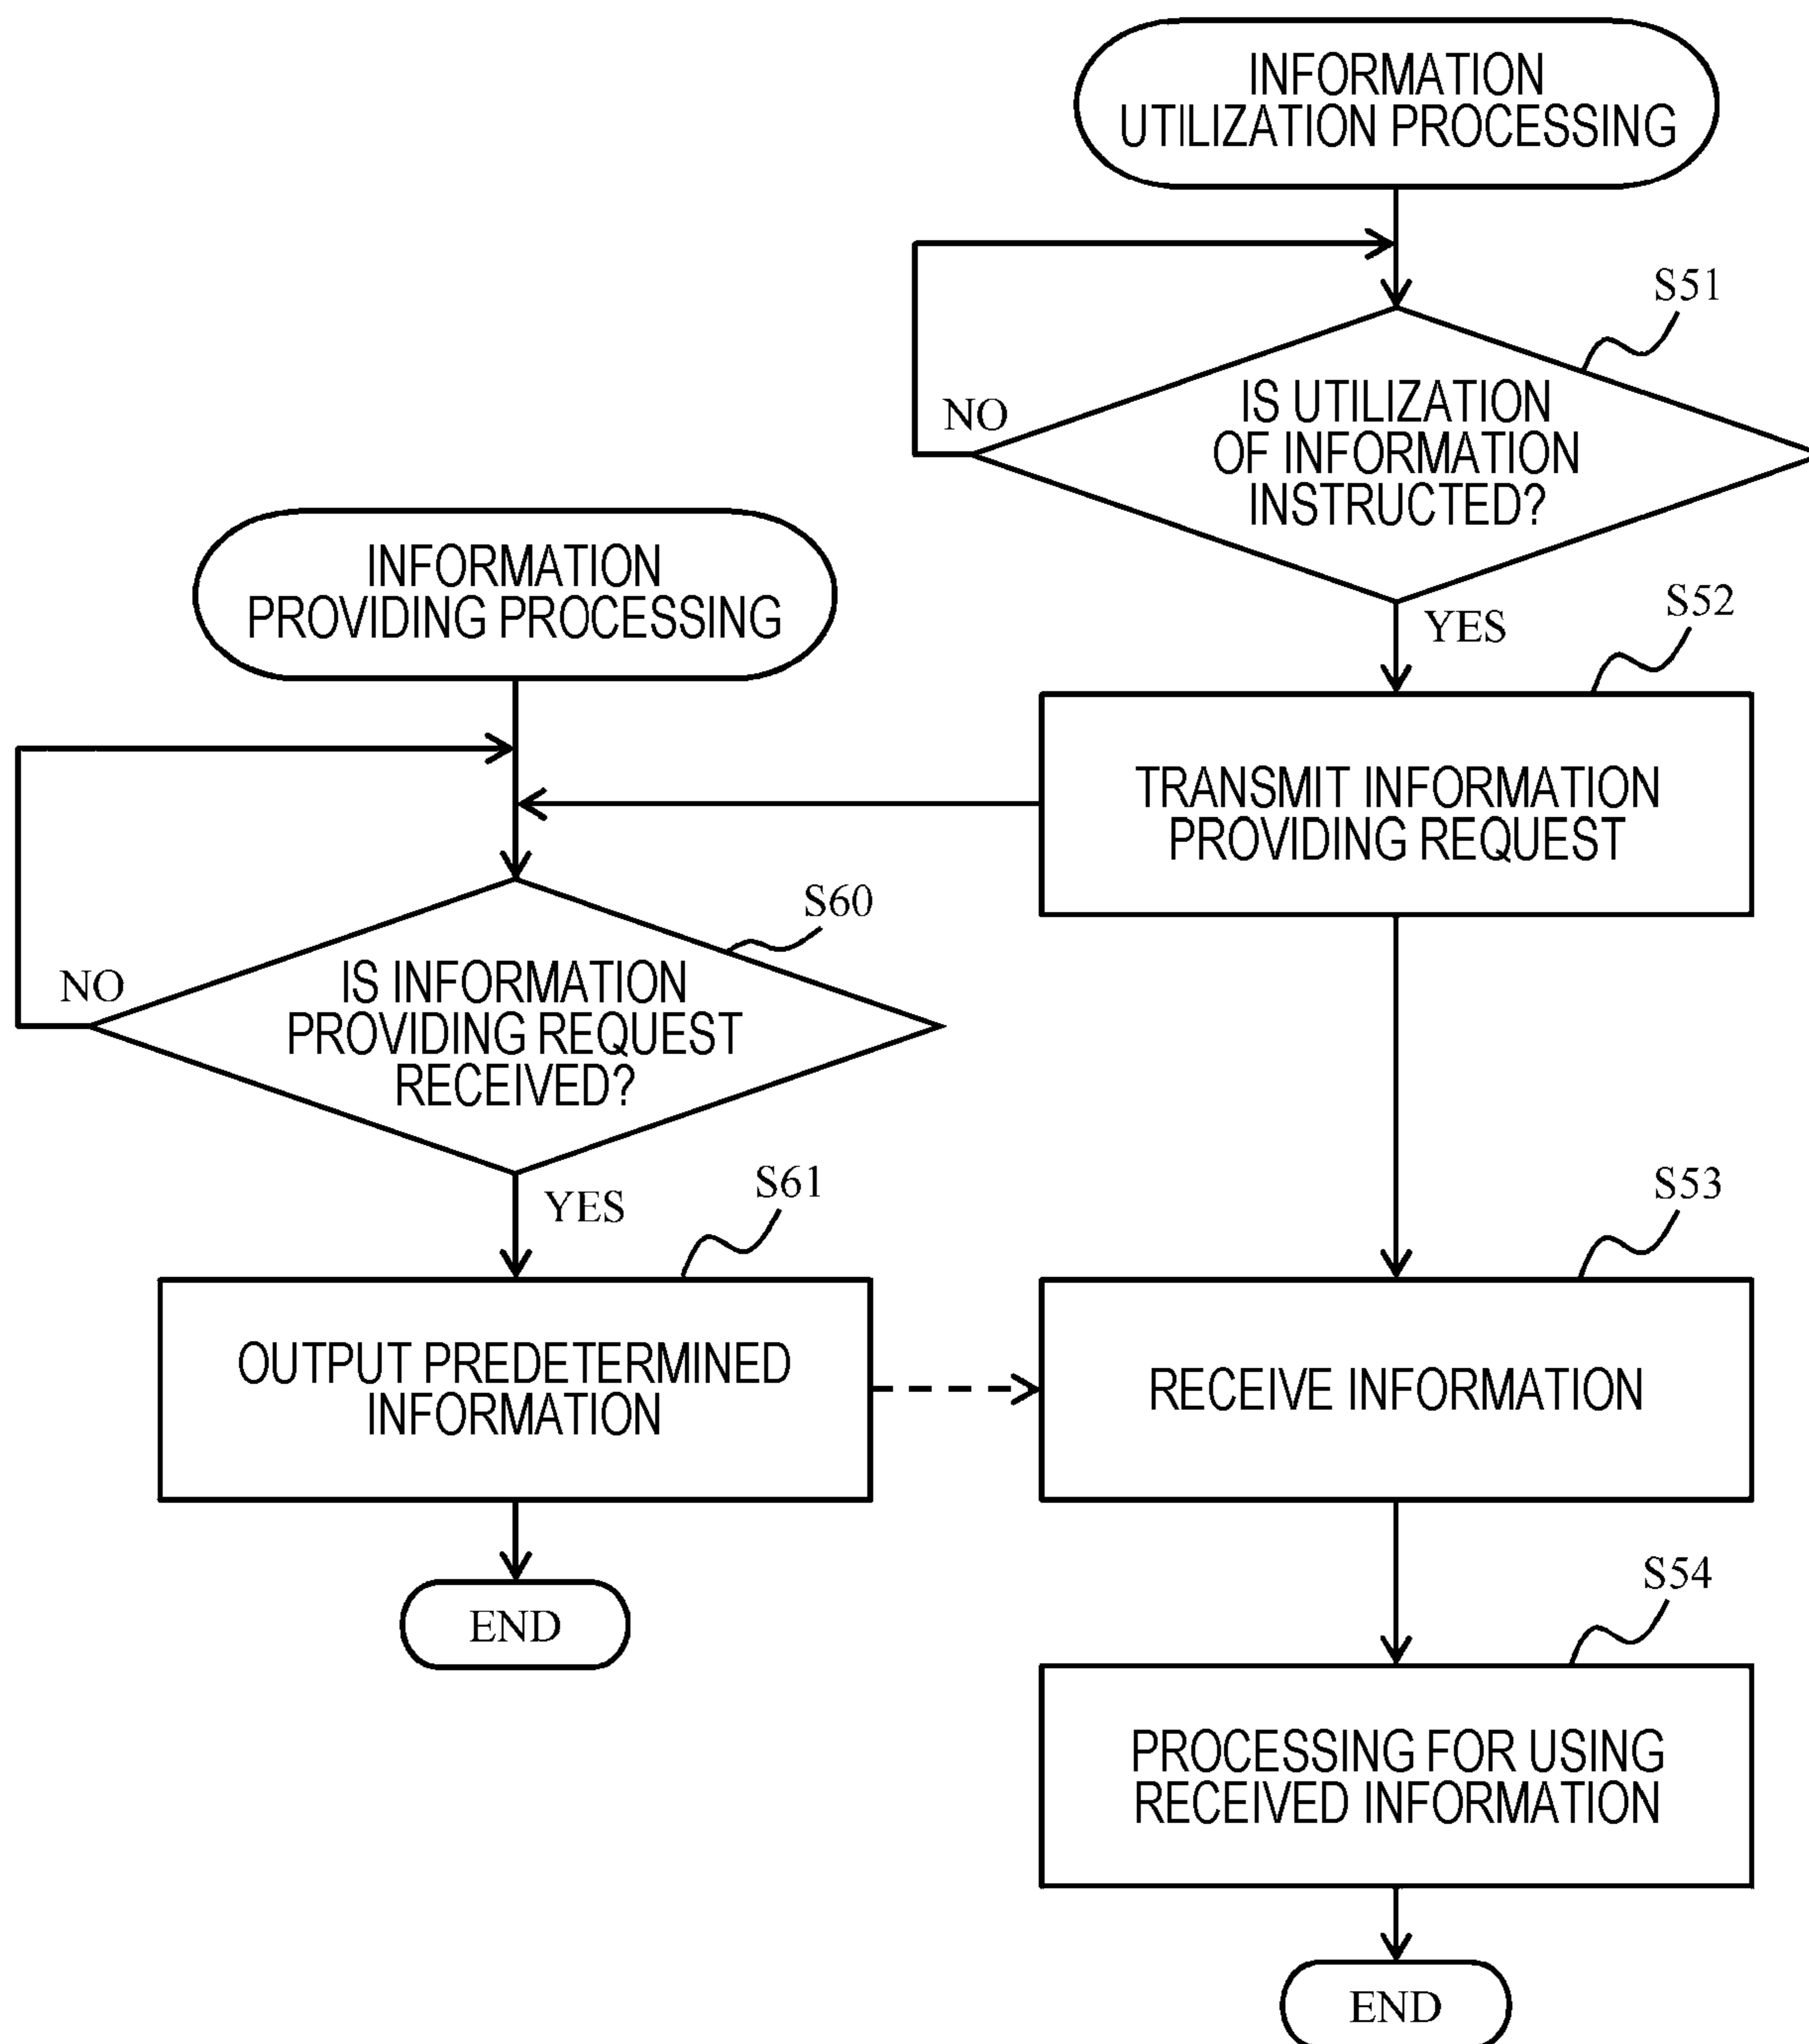 INFORMATION
UTILIZATION PROCESSING
S51
NO
IS UTILIZATION
OF INFORMATION
INSTRUCTED?
YES
S52
TRANSMIT INFORMATION
PROVIDING REQUEST
INFORMATION
PROVIDING PROCESSING
S60
NO
IS INFORMATION
PROVIDING REQUEST
RECEIVED?
YES
S61
OUTPUT PREDETERMINED
INFORMATION
END
S53
RECEIVE INFORMATION
S54
PROCESSING FOR USING
RECEIVED INFORMATION
END